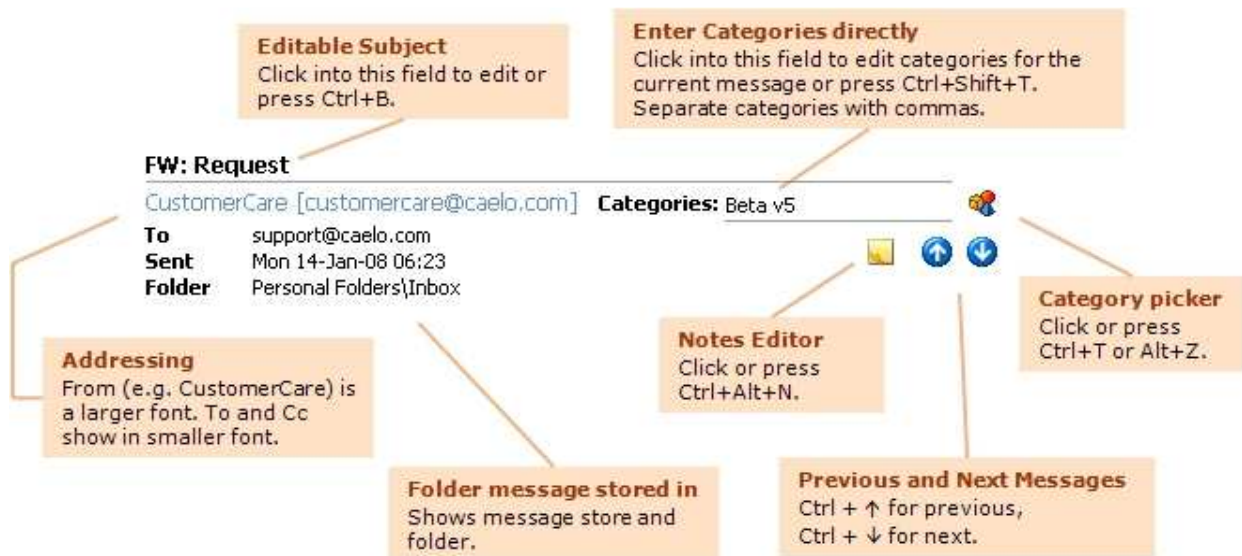 Editable Subject
Click into this field to edit or
press Ctrl+B.
Enter Categories directly
Click into this field to edit categories for the
current message or press Ctrl+Shift+T.
Separate categories with commas.
FW: Request
CustomerCare [customercare@caelo.com] Categories: Beta v5
To support@caelo.com
Sent Mon 14-Jan-08 06:23
Folder Personal Folders\Inbox
Category picker
Click or press
Ctrl+T or Alt+Z.
Notes Editor
Click or press
Ctrl+Alt+N.
Addressing
From (e.g. CustomerCare) is
a larger font. To and Cc
show in smaller font.
Folder message stored in
Shows message store and
folder.
Previous and Next Messages
Ctrl + ↑ for previous,
Ctrl + ↓ for next.